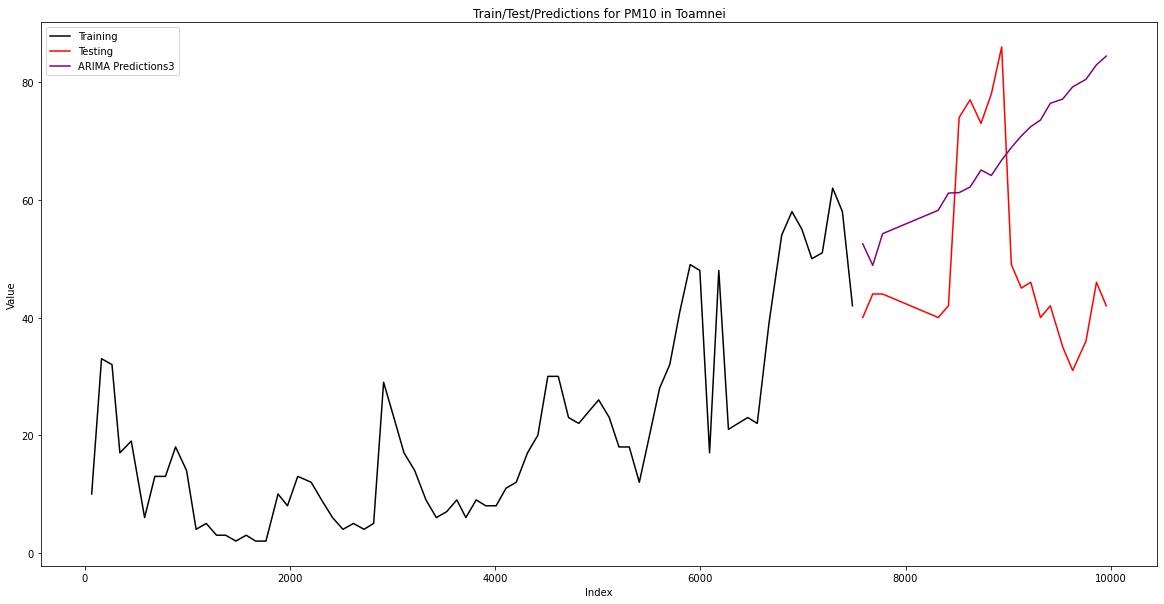 Train/Test/Predictions for PM10 in Toamnei
Training
Testing
ARIMA Predictions3
Value
80
60
40
20
0
0 2000 4000 6000 8000 10000
Index